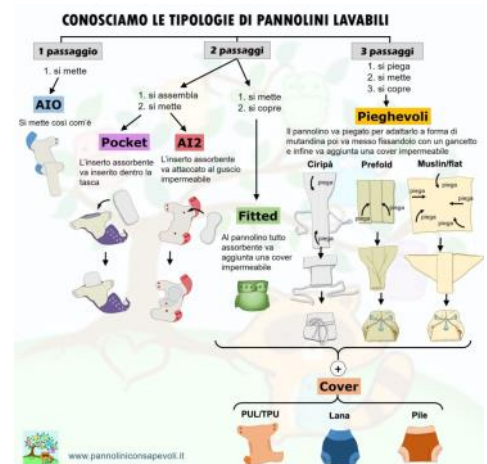 CONOSCIAMO LE TIPOLOGIE DI PANNOLINI LAVABILI
1 passaggio
1. si mette
AIO
Si mette così com'è
2 passaggi
1. si assembla
2. si mette
Pocket
L'inserto assorbente
va inserito dentro la
tasca
AI2
L'inserto assorbente
va attaccato al guscio
impermeabile
1. si mette
2. si copre
Fitted
Al pannolino tutto
assorbente va
aggiunta una cover
impermeabile
3 passaggi
1. si piega
2. si mette
3. si copre
Pieghevoli
Il pannolino va piegato per adattarlo a forma di
mutandina poi va messo fissandolo con un gancetto
e infine va aggiunta una cover impermeabile
Ciripà
piega
piega
Prefold
piega
piega
Muslin/flat
piega
piega
piega
piega
+
Cover
PUL/TPU
Lana
Pile
www.pannoliniconsapevoli.it